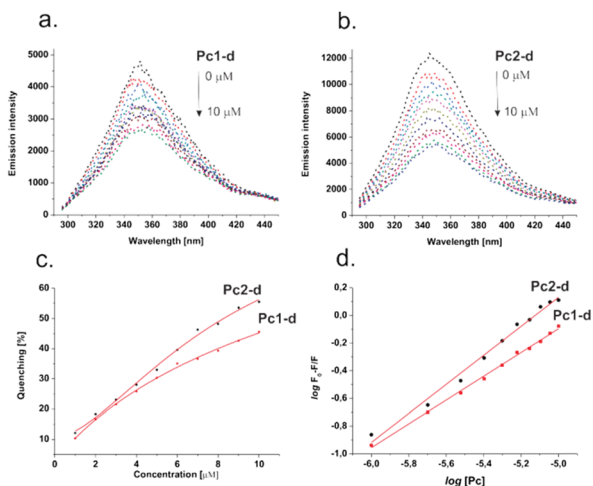 a.
Pc1-d
0 μM
10 μM
Emission intensity
5000
4000
3000
2000
1000
0
300 320 340 360 380 400 420 440
Wavelength [nm]
b.
Pc2-d
0 μM
10 μM
Emission intensity
12000
10000
8000
6000
4000
2000
0
300 320 340 360 380 400 420 440
Wavelength [nm]
c.
Pc2-d
Pc1-d
Quenching [%]
60
50
40
30
20
10
0 2 4 6 8 10
Concentration [μM]
d.
Pc2-d
Pc1-d
log F₀-F/F
0,2
0,0
-0,2
-0,4
-0,6
-0,8
-1,0
-6,0 -5,8 -5,6 -5,4 -5,2 -5,0
log [Pc]